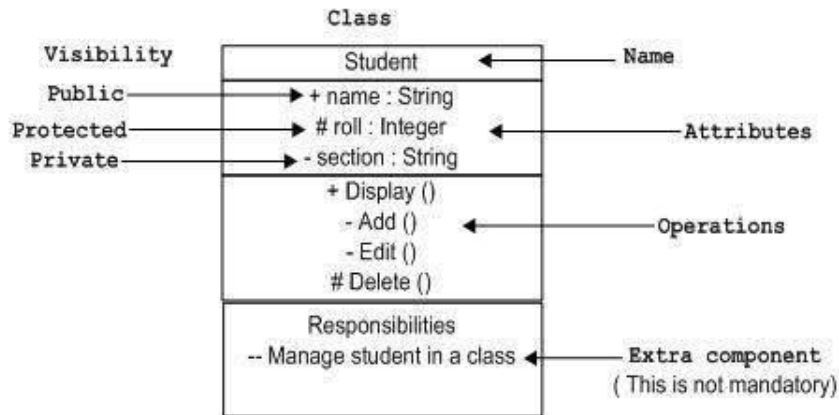 Class
Visibility
Student
Name
Public
+ name : String
Protected
# roll : Integer
Attributes
Private
- section : String
+ Display ()
- Add ()
Operations
- Edit ()
# Delete ()
Responsibilities
-- Manage student in a class
Extra component
( This is not mandatory)